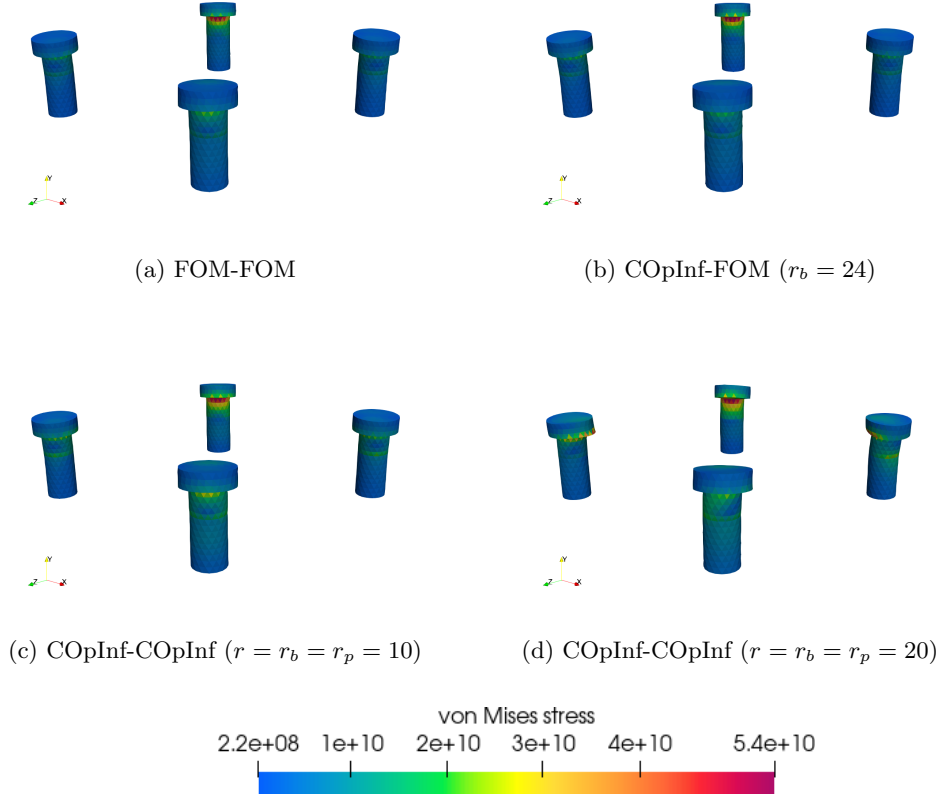 Y
Z
X
Y
Z
X
(a) FOM-FOM
(b) COpInf-FOM (r_b = 24)
Y
Z
X
Y
Z
X
(c) COpInf-COpInf (r = r_b = r_p = 10)
(d) COpInf-COpInf (r = r_b = r_p = 20)
von Mises stress
2.2e+08 1e+10 2e+10 3e+10 4e+10 5.4e+10